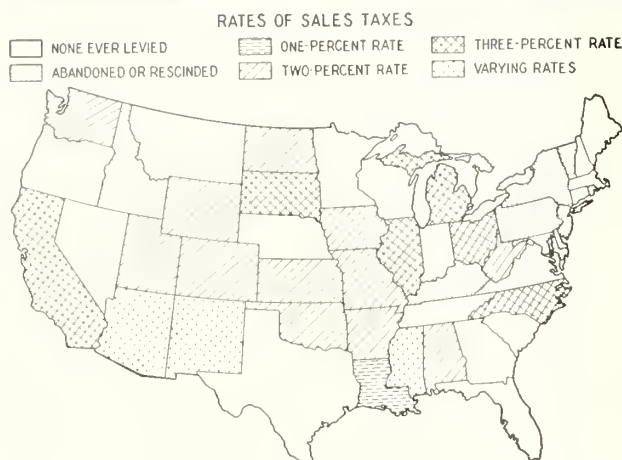 RATES OF SALES TAXES
NONE EVER LEVIED ONE-PERCENT RATE THREE-PERCENT RATE
ABANDONED OR RESCINDED TWO-PERCENT RATE VARYING RATES